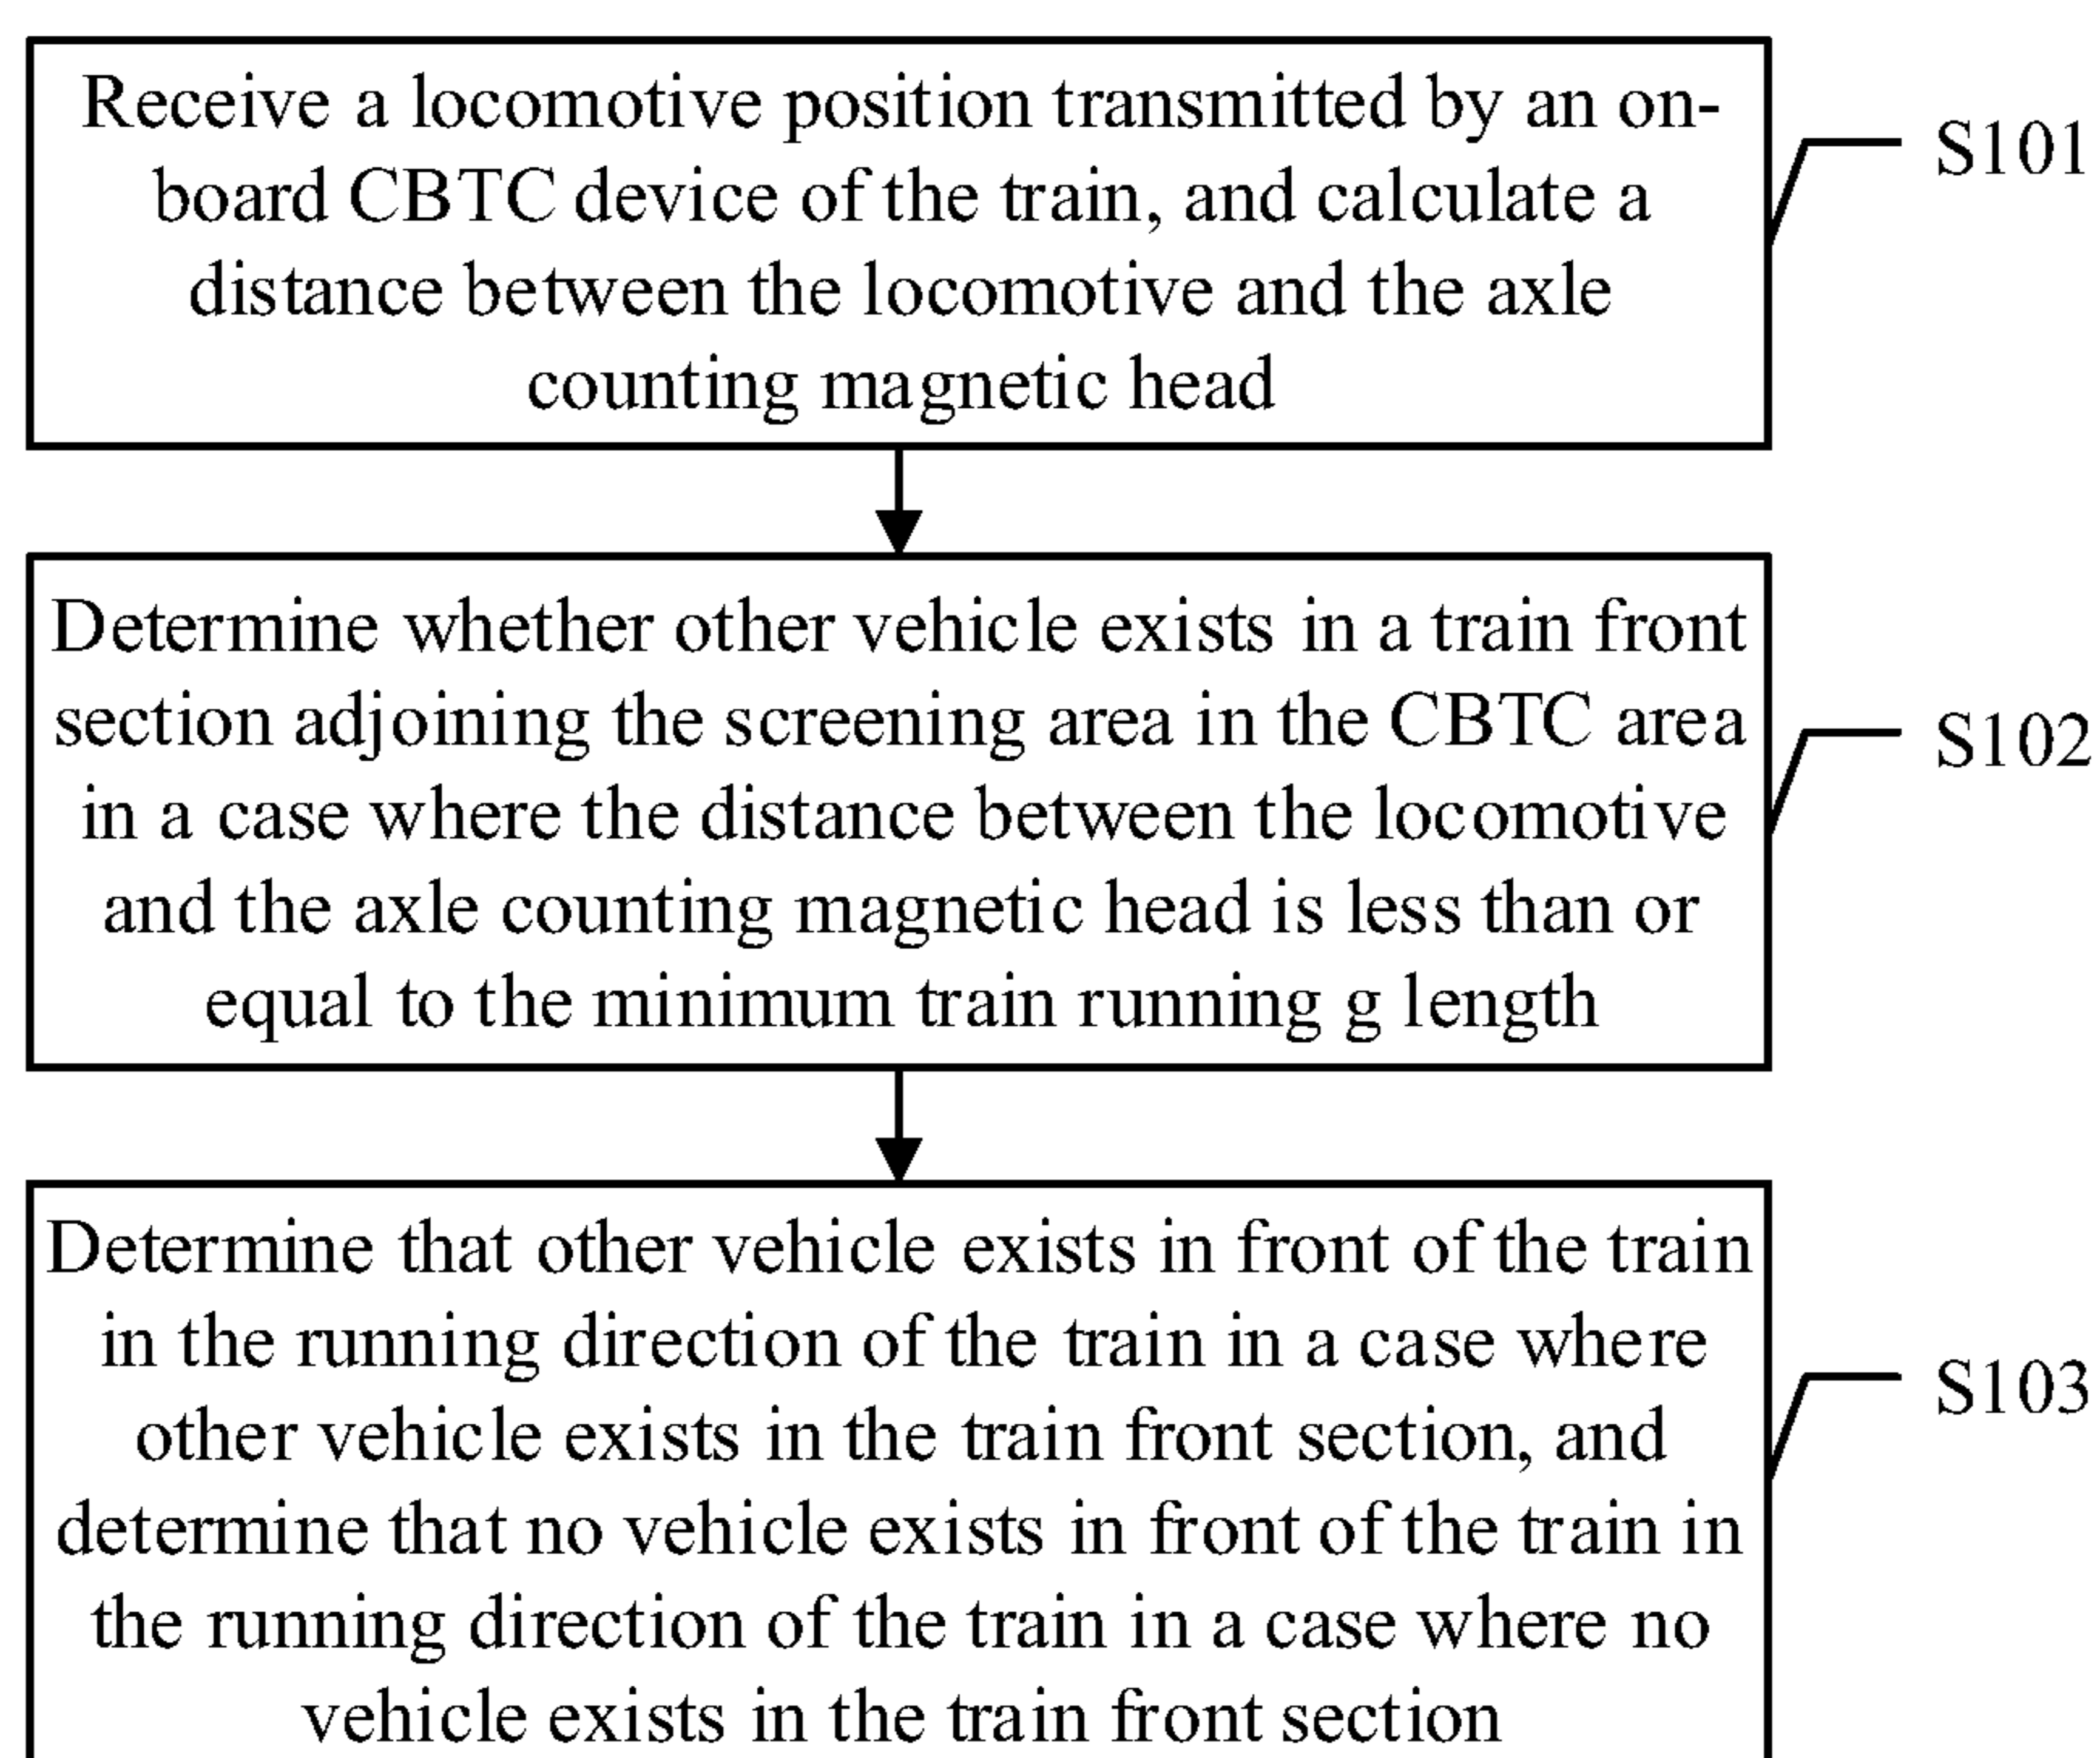 Receive a locomotive position transmitted by an on-
board CBTC device of the train, and calculate a
distance between the locomotive and the axle
counting magnetic head
S101
Determine whether other vehicle exists in a train front
section adjoining the screening area in the CBTC area
in a case where the distance between the locomotive
and the axle counting magnetic head is less than or
equal to the minimum train running g length
S102
Determine that other vehicle exists in front of the train
in the running direction of the train in a case where
other vehicle exists in the train front section, and
determine that no vehicle exists in front of the train in
the running direction of the train in a case where no
vehicle exists in the train front section
S103